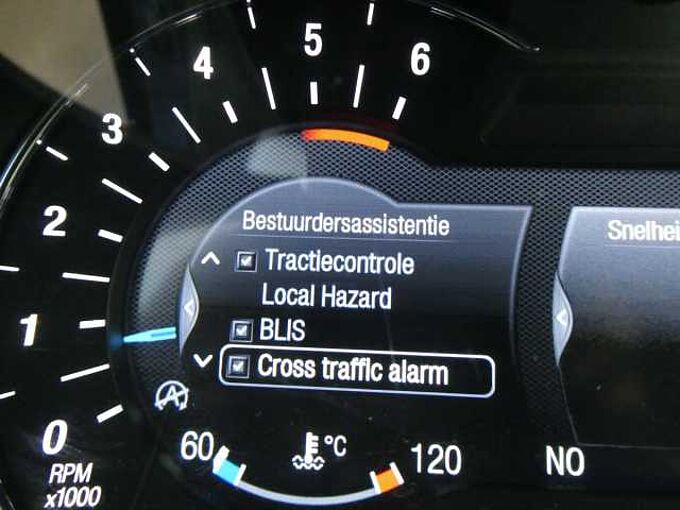 6
5
4
3
2
1
0
RPM
x1000
Bestuurdersassistentie
Tractiecontrole
Local Hazard
BLIS
Cross traffic alarm
Snelhei
60 °C 120
NO